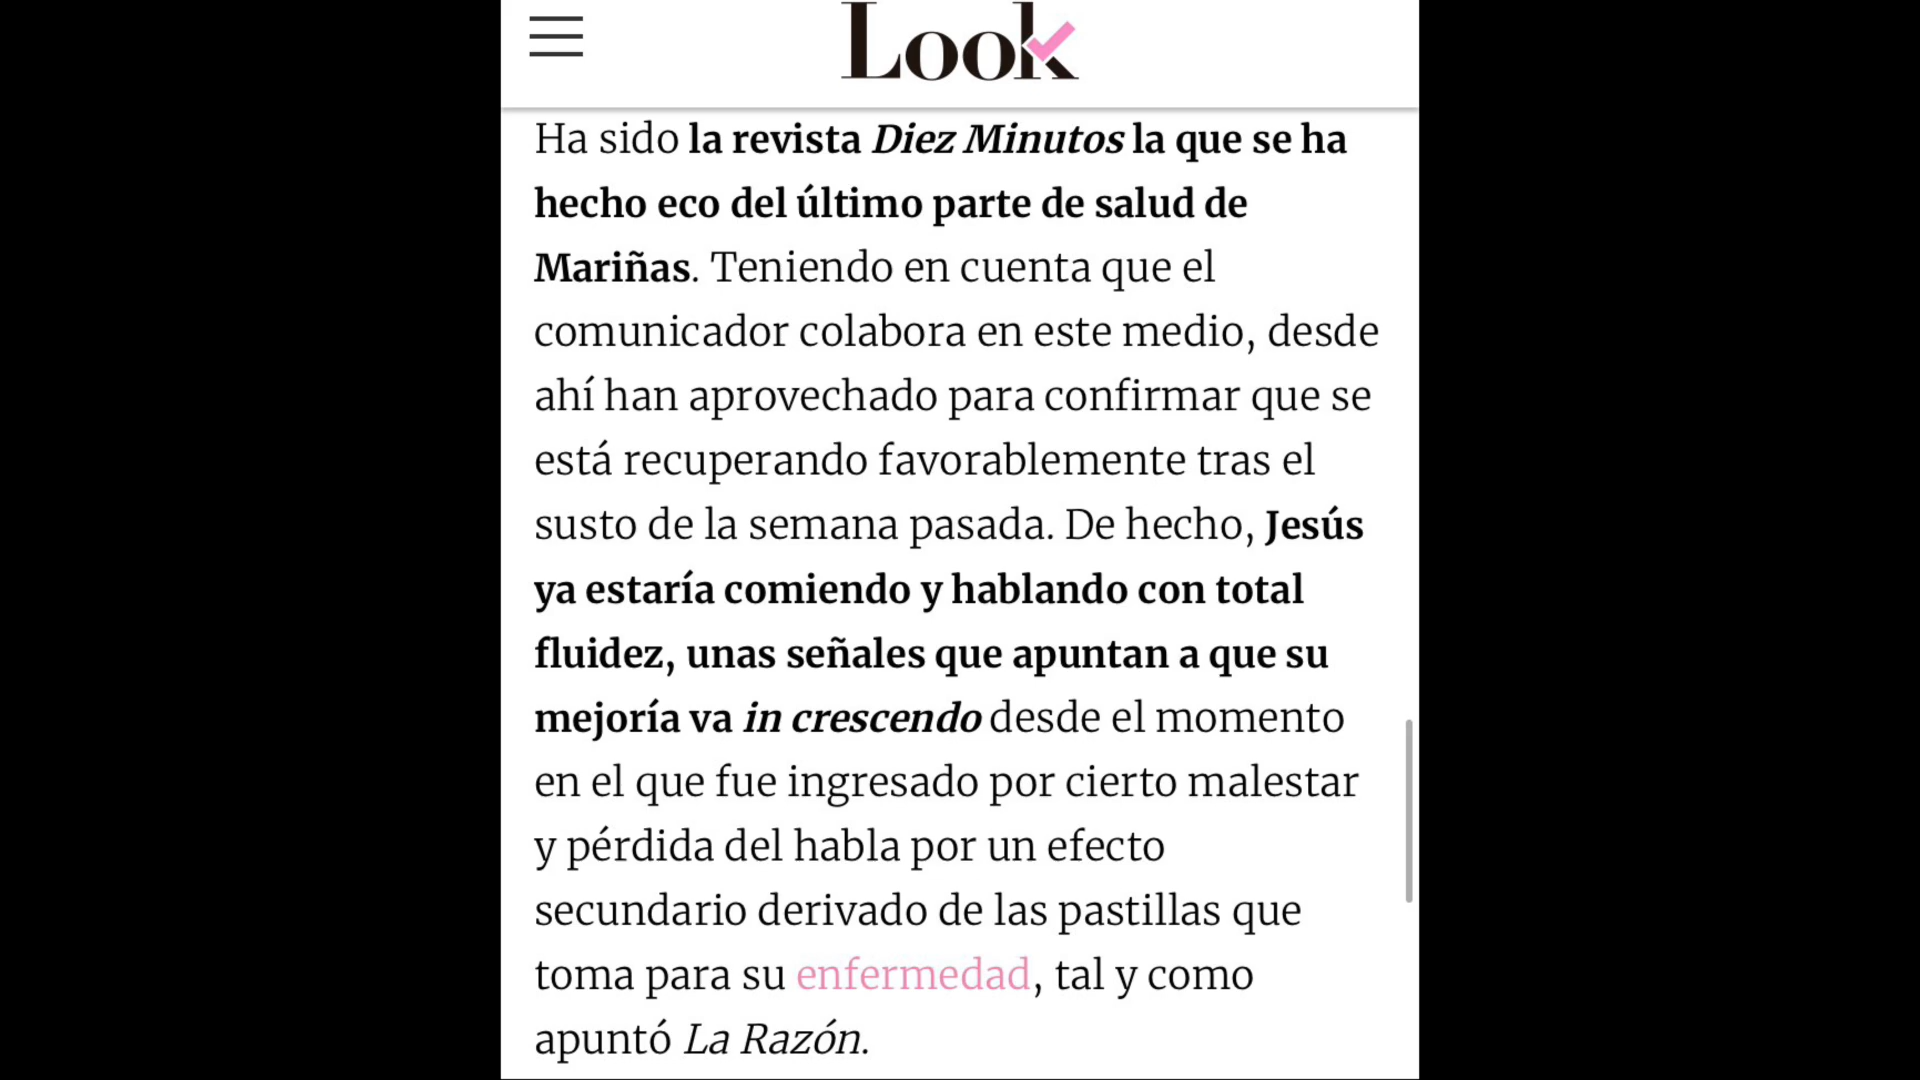 Look
Ha sido la revista Diez Minutos la que se ha
hecho eco del último parte de salud de
Mariñas. Teniendo en cuenta que el
comunicador colabora en este medio, desde
ahí han aprovechado para confirmar que se
está recuperando favorablemente tras el
susto de la semana pasada. De hecho, Jesús
ya estaría comiendo y hablando con total
fluidez, unas señales que apuntan a que su
mejoría va in crescendo desde el momento
en el que fue ingresado por cierto malestar
y pérdida del habla por un efecto
secundario derivado de las pastillas que
toma para su enfermedad, tal y como
apuntó La Razón.